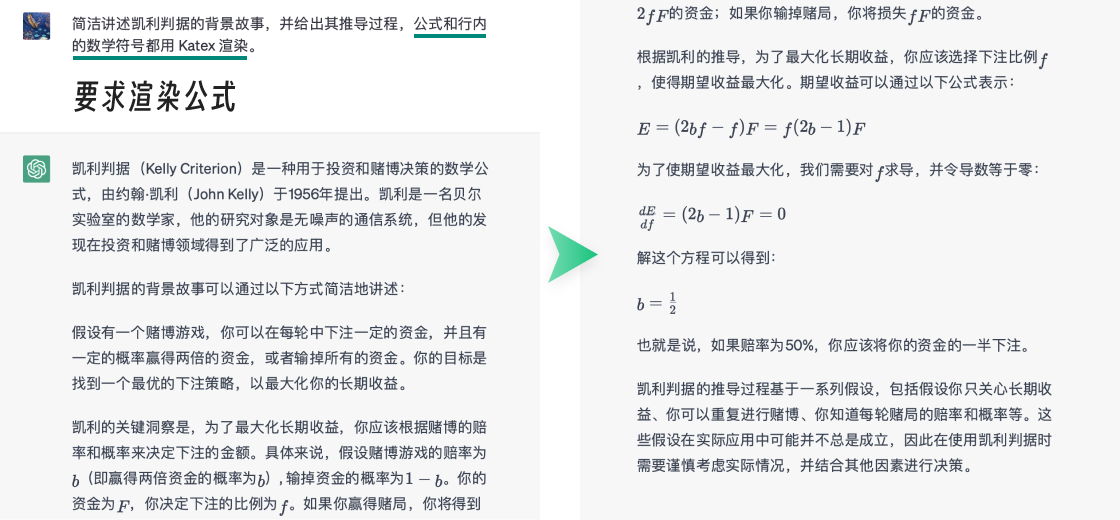 简洁讲述凯利判据的背景故事，并给出其推导过程，公式和行内
的数学符号都用 Katex 渲染。
要求渲染公式
凯利判据（Kelly Criterion）是一种用于投资和赌博决策的数学公
式，由约翰·凯利（John Kelly）于1956年提出。凯利是一名贝尔
实验室的数学家，他的研究对象是无噪声的通信系统，但他的发
现在投资和赌博领域得到了广泛的应用。
凯利判据的背景故事可以通过以下方式简洁地讲述：
假设有一个赌博游戏，你可以在每轮中下注一定的资金，并且有
一定的概率赢得两倍的资金，或者输掉所有的资金。你的目标是
找到一个最优的下注策略，以最大化你的长期收益。
凯利的关键洞察是，为了最大化长期收益，你应该根据赌博的赔
率和概率来决定下注的金额。具体来说，假设赌博游戏的赔率为
b（即赢得两倍资金的概率为b）, 输掉资金的概率为1 − b。你的
资金为F，你决定下注的比例为f。如果你赢得赌局，你将得到
2fF的资金；如果你输掉赌局，你将损失fF的资金。
根据凯利的推导，为了最大化长期收益，你应该选择下注比例f
，使得期望收益最大化。期望收益可以通过以下公式表示：
E = (2bf − f)F = f(2b − 1)F
为了使期望收益最大化，我们需要对f求导，并令导数等于零：
dE/df = (2b − 1)F = 0
解这个方程可以得到：
b = 1/2
也就是说，如果赔率为50%，你应该将你的资金的一半下注。
凯利判据的推导过程基于一系列假设，包括假设你只关心长期收
益、你可以重复进行赌博、你知道每轮赌局的赔率和概率等。这
些假设在实际应用中可能并不总是成立，因此在使用凯利判据时
需要谨慎考虑实际情况，并结合其他因素进行决策。